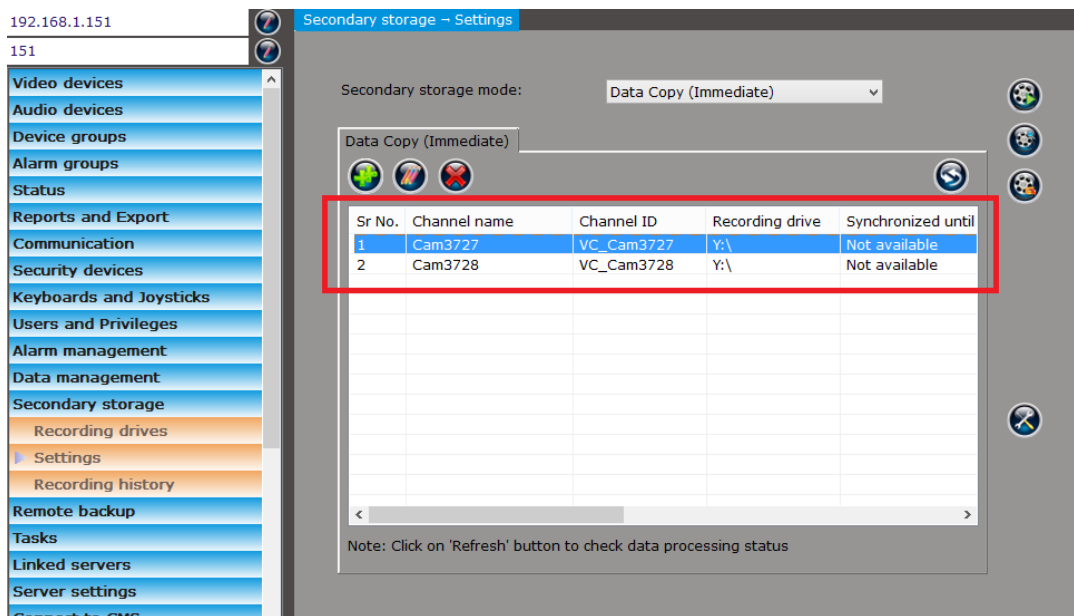 192.168.1.151
151
Video devices
Audio devices
Device groups
Alarm groups
Status
Reports and Export
Communication
Security devices
Keyboards and Joysticks
Users and Privileges
Alarm management
Data management
Secondary storage
Recording drives
Settings
Recording history
Remote backup
Tasks
Linked servers
Server settings
Secondary storage → Settings
Secondary storage mode: Data Copy (Immediate)
Data Copy (Immediate)
Sr No. Channel name Channel ID Recording drive Synchronized until
1 Cam3727 VC_Cam3727 Y:\ Not available
2 Cam3728 VC_Cam3728 Y:\ Not available
Note: Click on 'Refresh' button to check data processing status